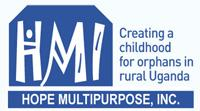 HMI
Creating a
childhood
for orphans in
rural Uganda
HOPE MULTIPURPOSE, INC.